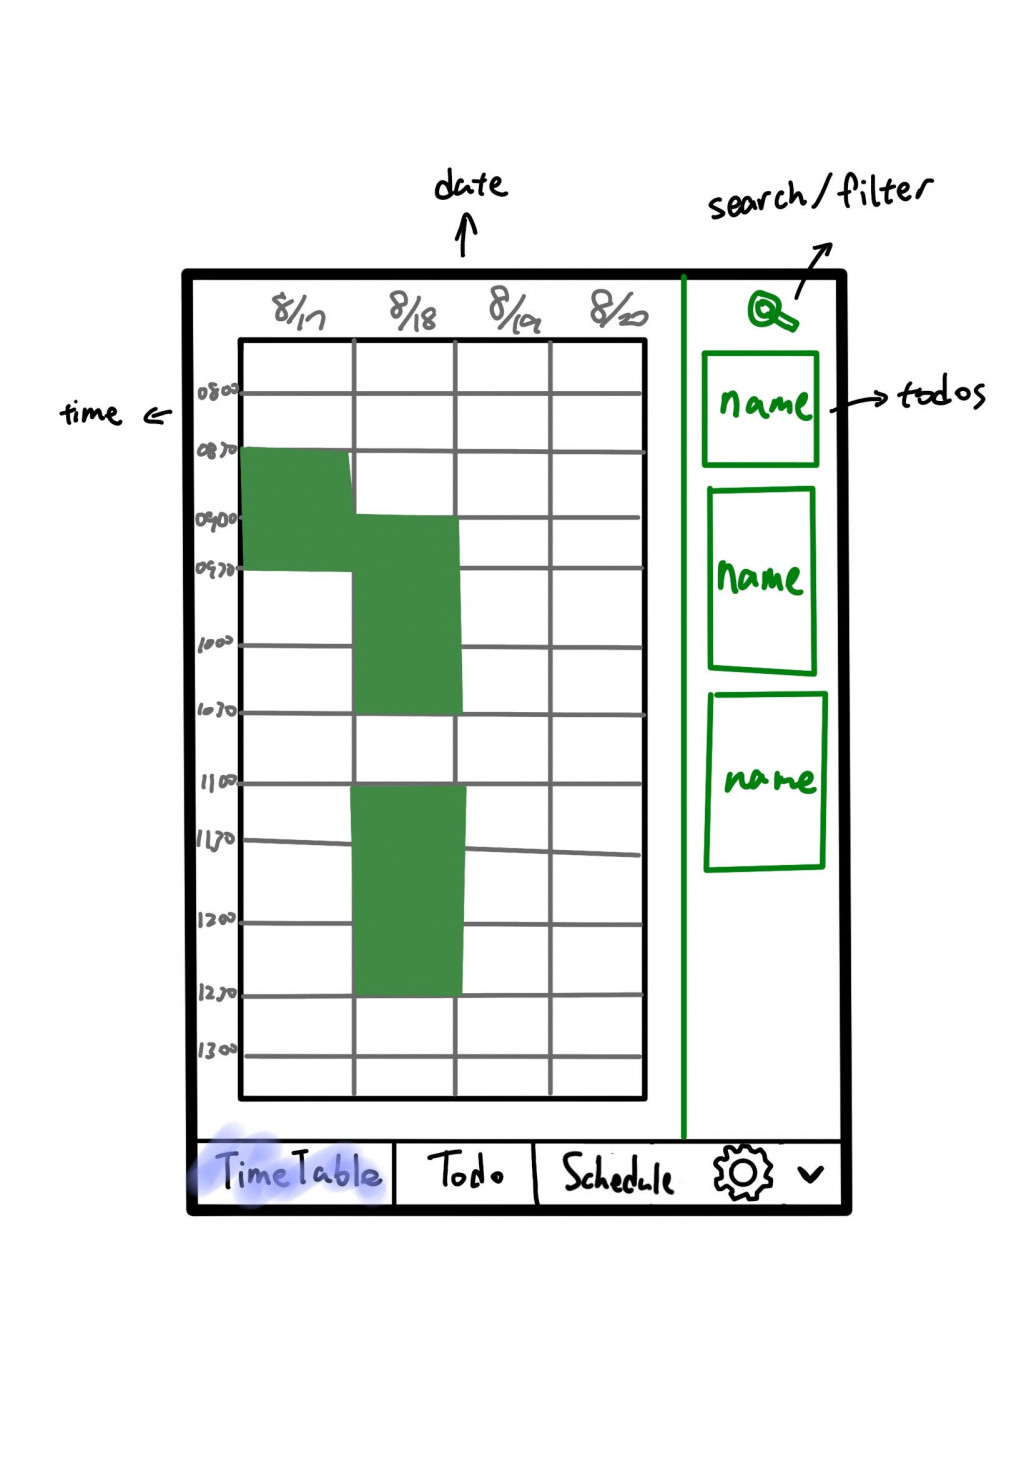 date
search/filter
8/17 8/18 8/19 8/20
0800
name
todos
time
0830
0900
0930
name
1000
1030
1100
name
1130
1200
1230
1300
TimeTable Todo Schedule